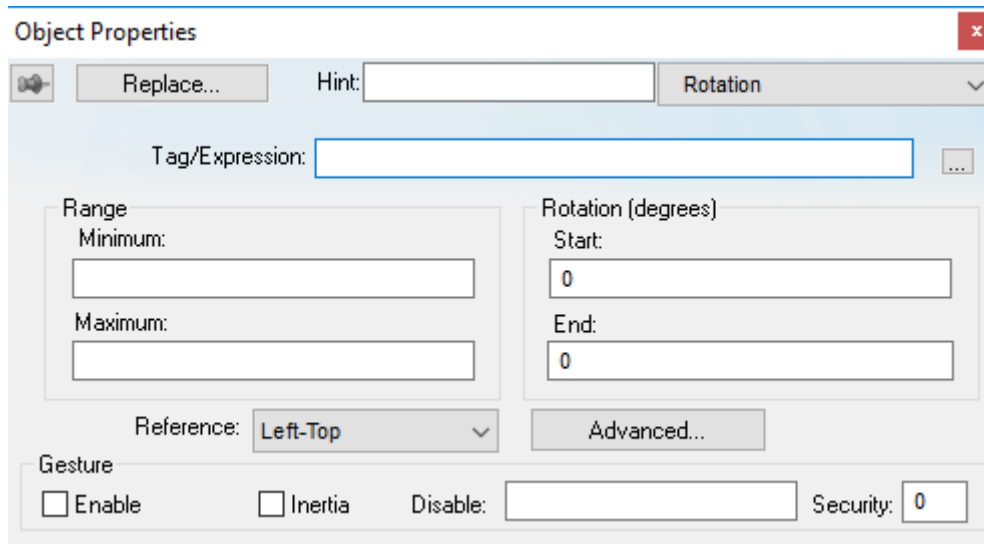 Object Properties
x
Replace... Hint: Rotation
Tag/Expression: ...
Range Rotation (degrees)
Minimum: Start:
0
Maximum: End:
0
Reference: Left-Top Advanced...
Gesture
Enable Inertia Disable: Security: 0